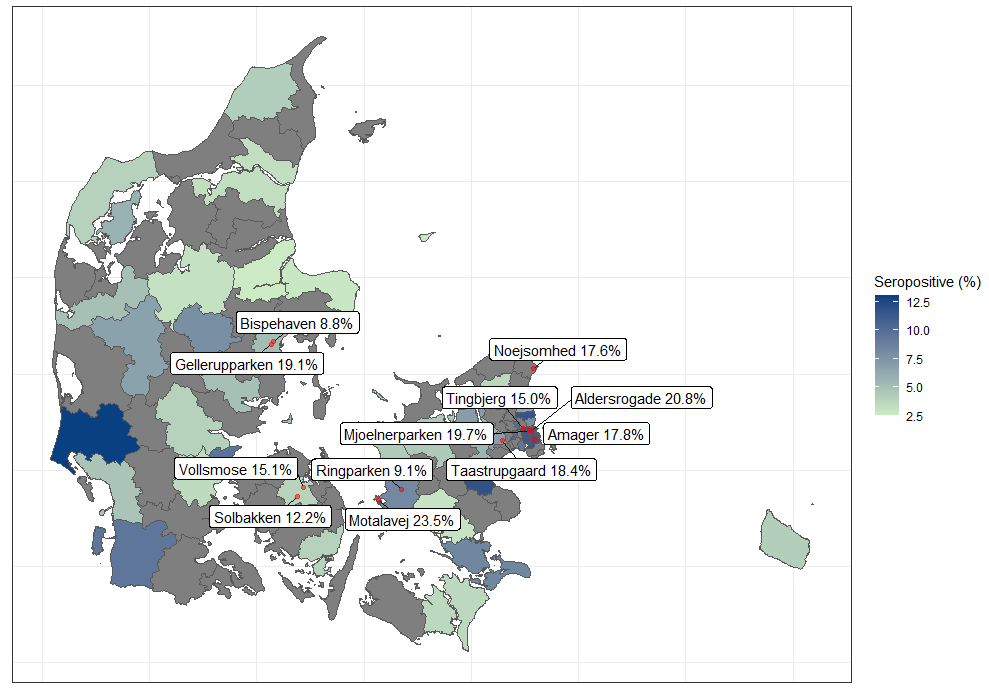 Seropositive (%)
12.5
10.0
7.5
5.0
2.5
Bispehaven 8.8%
Gellerupparken 19.1%
Noejsomhed 17.6%
Tingbjerg 15.0%
Aldersrogade 20.8%
Mjoelnerparken 19.7%
Amager 17.8%
Vollsmose 15.1%
Ringparken 9.1%
Taastrupgaard 18.4%
Solbakken 12.2%
Motalavej 23.5%